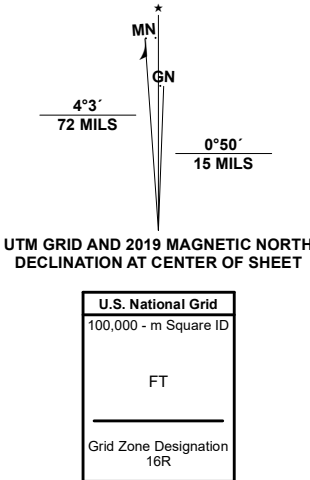 MN
GN
4°3´
72 MILS
0°50´
15 MILS
UTM GRID AND 2019 MAGNETIC NORTH
DECLINATION AT CENTER OF SHEET
U.S. National Grid
100,000 - m Square ID
FT
Grid Zone Designation
16R